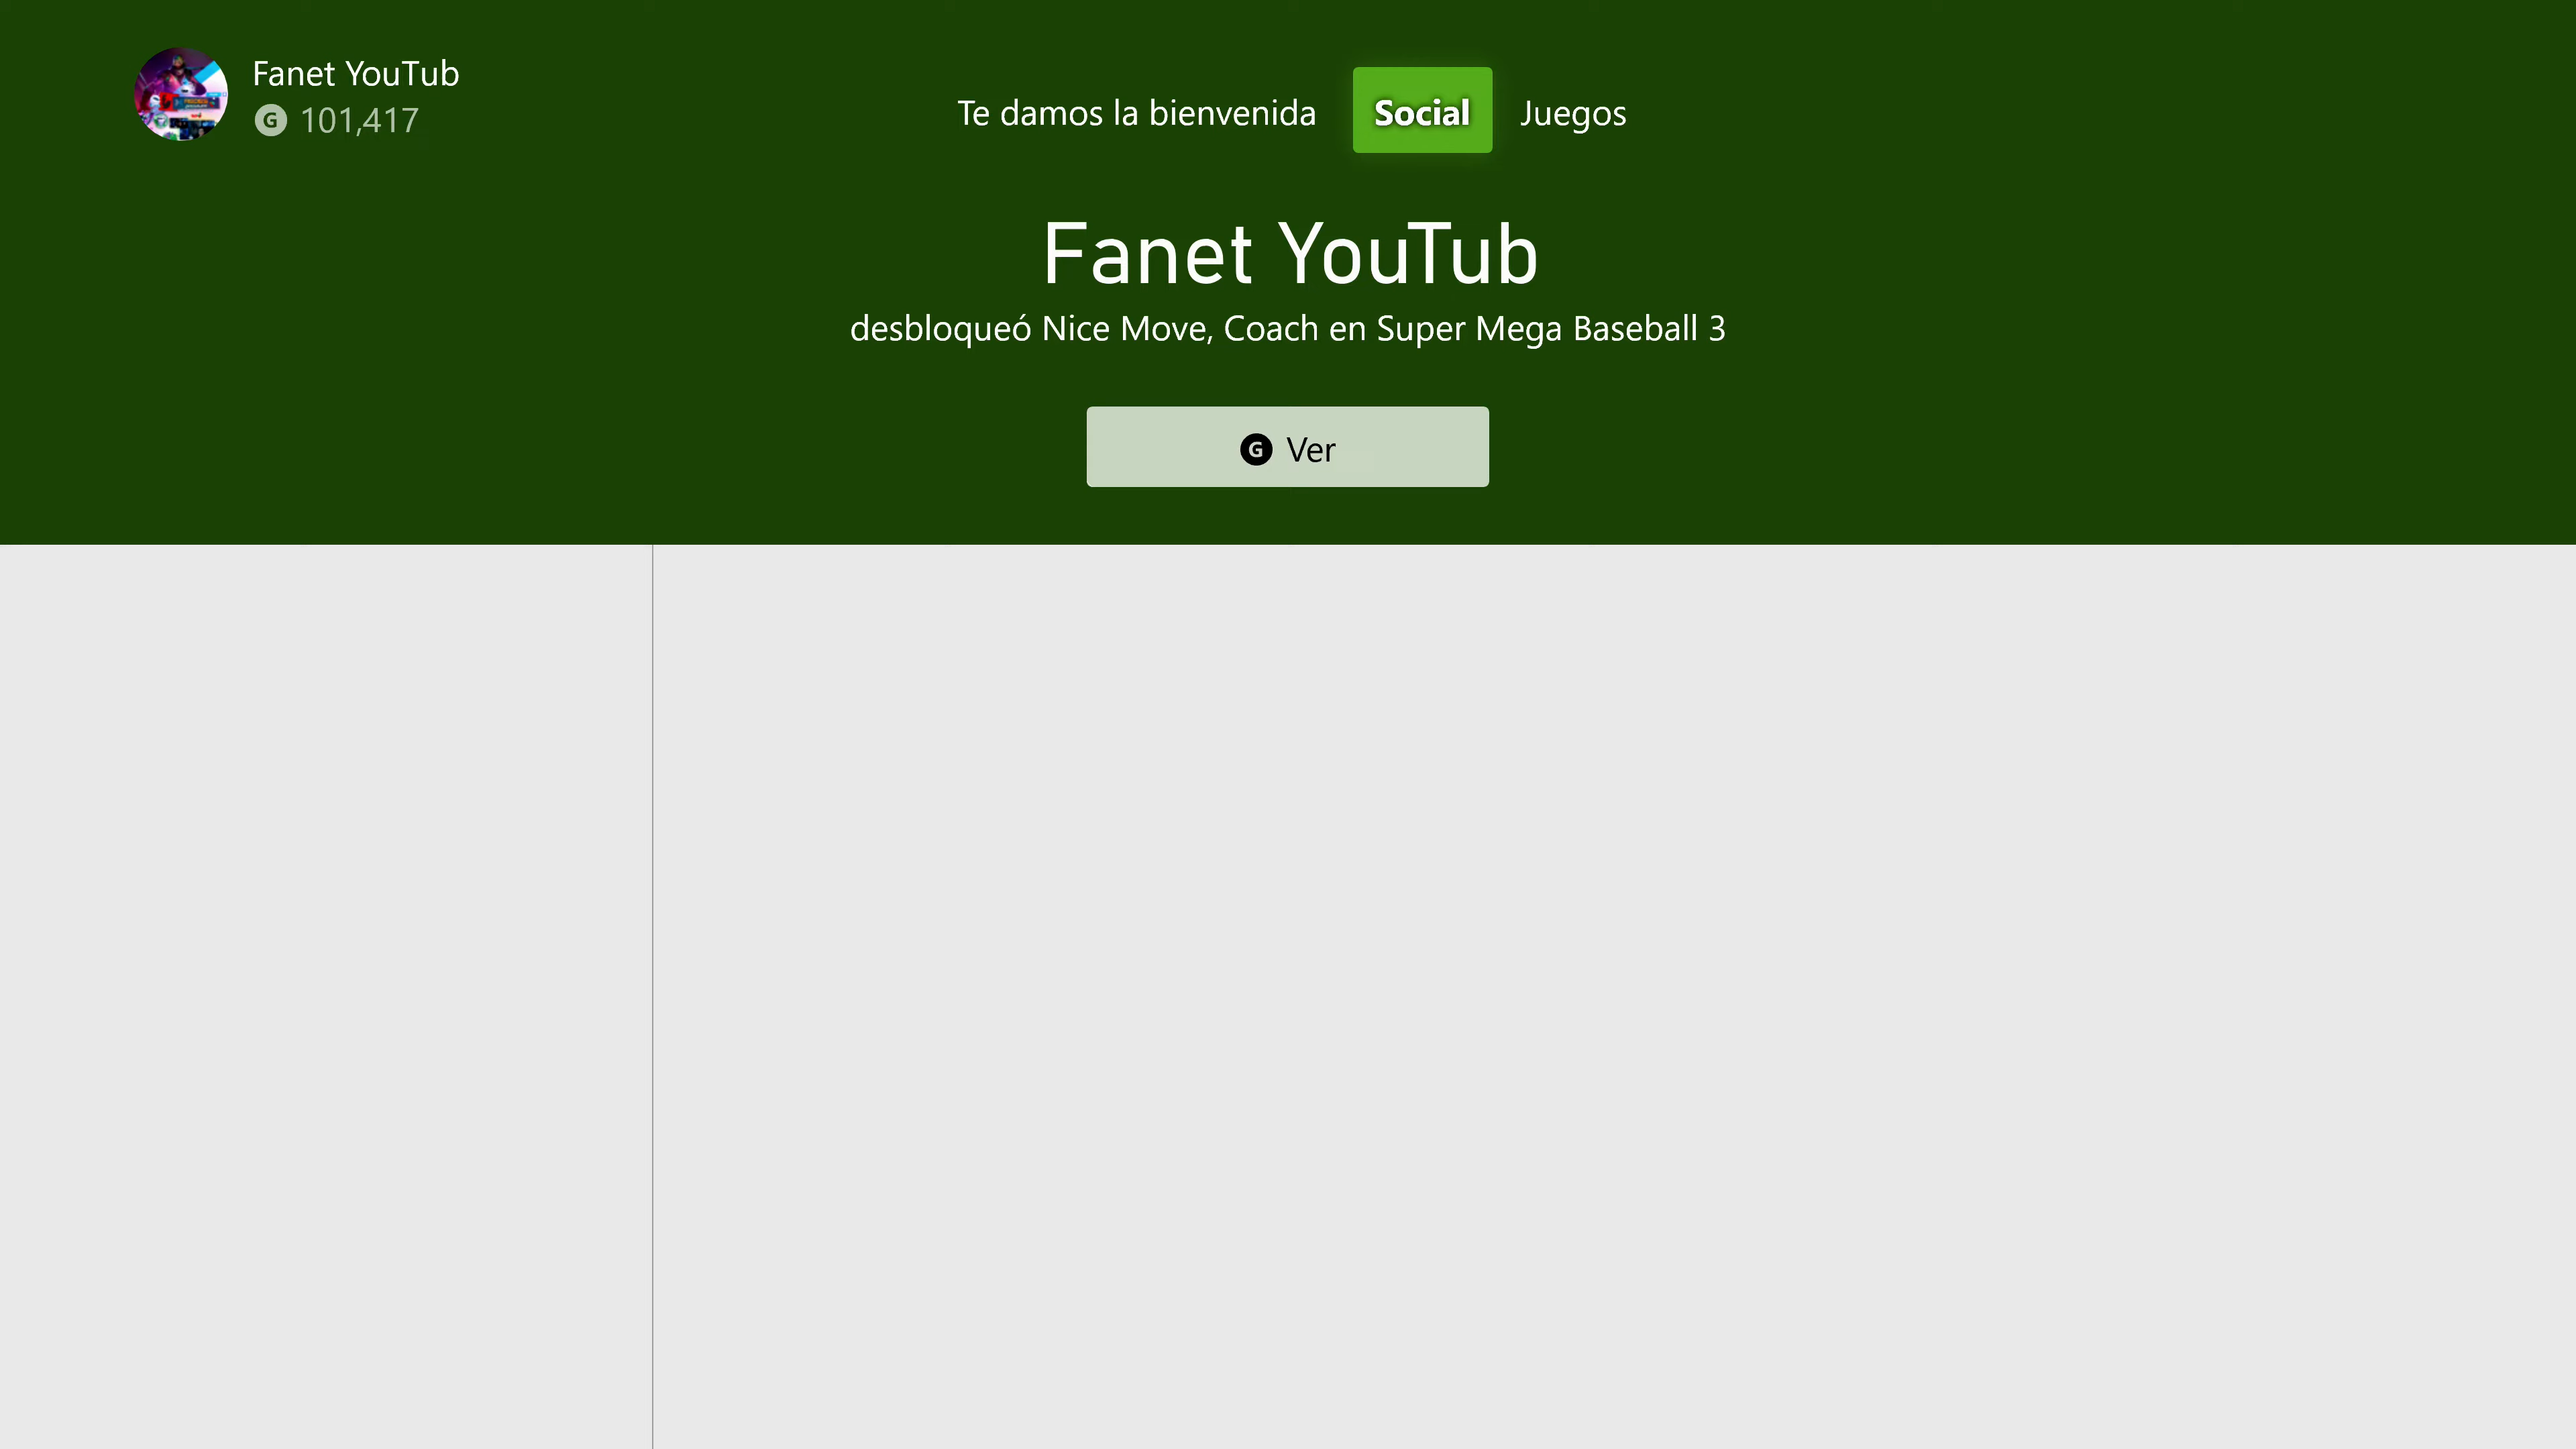 Fanet YouTub
G 101,417
Te damos la bienvenida
Social
Juegos
Fanet YouTub
desbloqueó Nice Move, Coach en Super Mega Baseball 3
G Ver